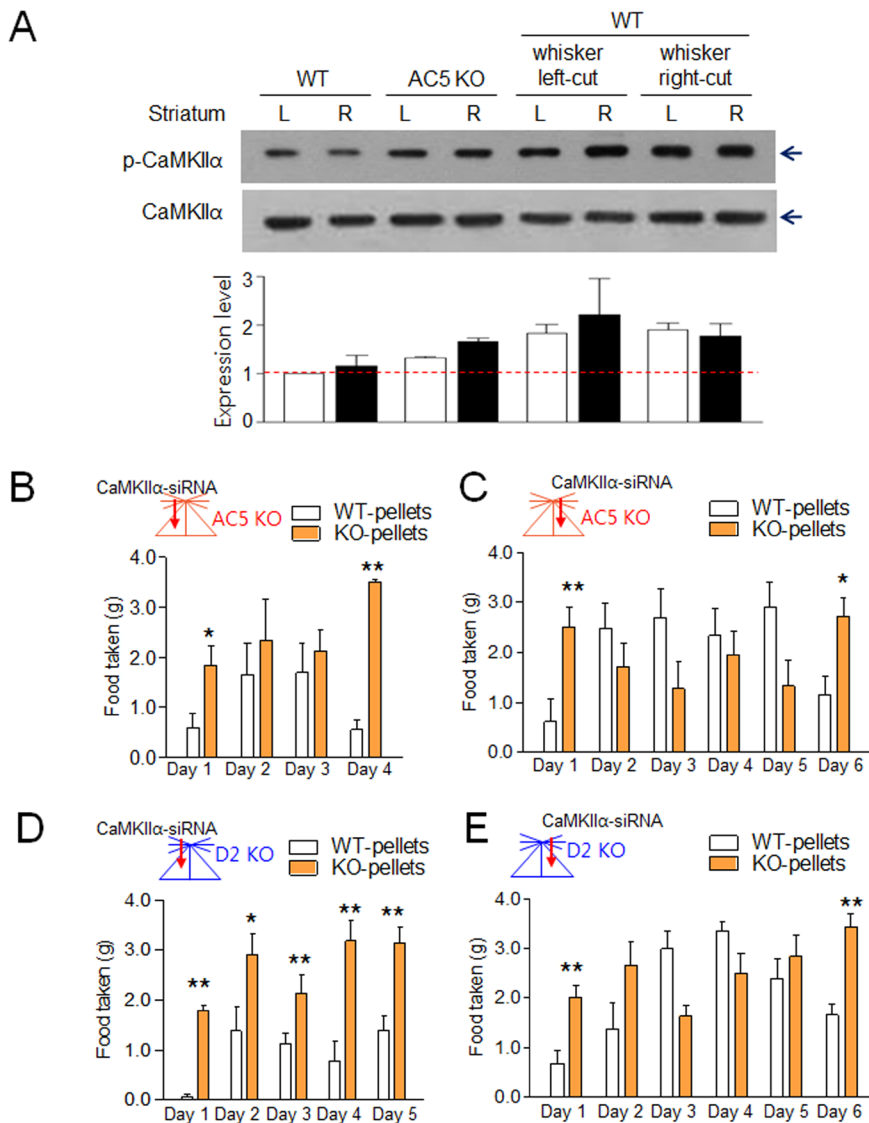 A
WT
whisker left-cut
whisker right-cut
WT
AC5 KO
Striatum
L R L R L R L R
p-CaMKIIα
CaMKIIα
Expression level
3
2
1
0
B
CaMKIIα-siRNA
AC5 KO
WT-pellets
KO-pellets
Food taken (g)
4.0
3.0
2.0
1.0
0.0
*
**
Day 1 Day 2 Day 3 Day 4
C
CaMKIIα-siRNA
AC5 KO
WT-pellets
KO-pellets
Food taken (g)
4.0
3.0
2.0
1.0
0.0
**
*
Day 1 Day 2 Day 3 Day 4 Day 5 Day 6
D
CaMKIIα-siRNA
D2 KO
WT-pellets
KO-pellets
Food taken (g)
4.0
3.0
2.0
1.0
0.0
**
*
**
**
**
Day 1 Day 2 Day 3 Day 4 Day 5
E
CaMKIIα-siRNA
D2 KO
WT-pellets
KO-pellets
Food taken (g)
4.0
3.0
2.0
1.0
0.0
**
**
Day 1 Day 2 Day 3 Day 4 Day 5 Day 6